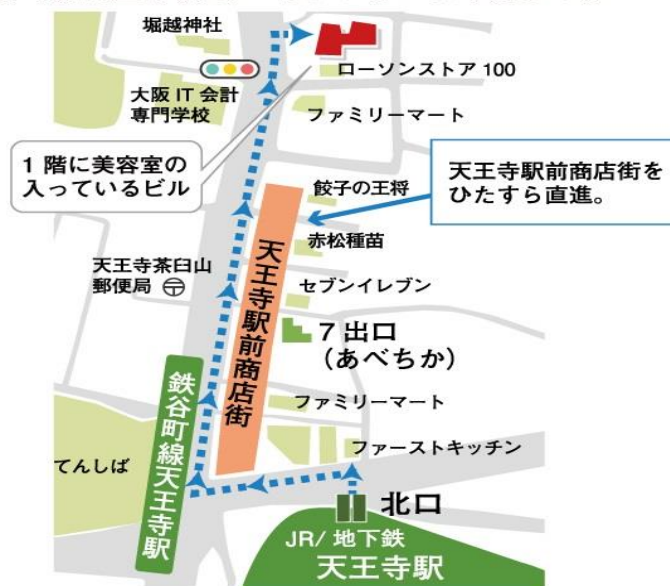 堀越神社
ローソンストア 100
大阪 IT 会計
専門学校
ファミリーマート
1 階に美容室の
入っているビル
天王寺駅前商店街を
ひたすら直進。
餃子の王将
赤松種苗
天王寺茶臼山
郵便局
セブンイレブン
天王寺駅前商店街
7 出口
(あべちか)
鉄谷町線天王寺駅
ファミリーマート
ファーストキッチン
てんしば
北口
JR/ 地下鉄
天王寺駅